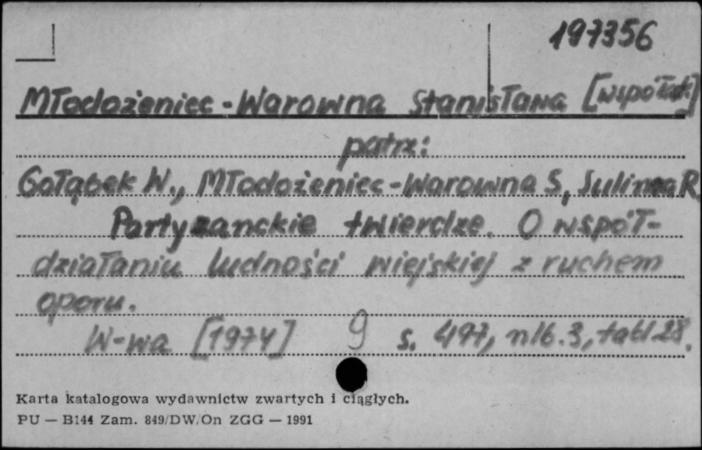 197356
Młodożeniec-Warowna Stanisława [współaut]
patrz:
Gołąbek W., Młodożeniec-Warowna S, Sulima R.
Partyzanckie twierdze. O współ-
działaniu ludności wiejskiej z ruchem
oporu.
W-wa [1974] 9 s. 497, nlb. 3, tabl 28.
Karta katalogowa wydawnictw zwartych i ciągłych.
PU — B144 Zam. 849/DW/On ZGG — 1991